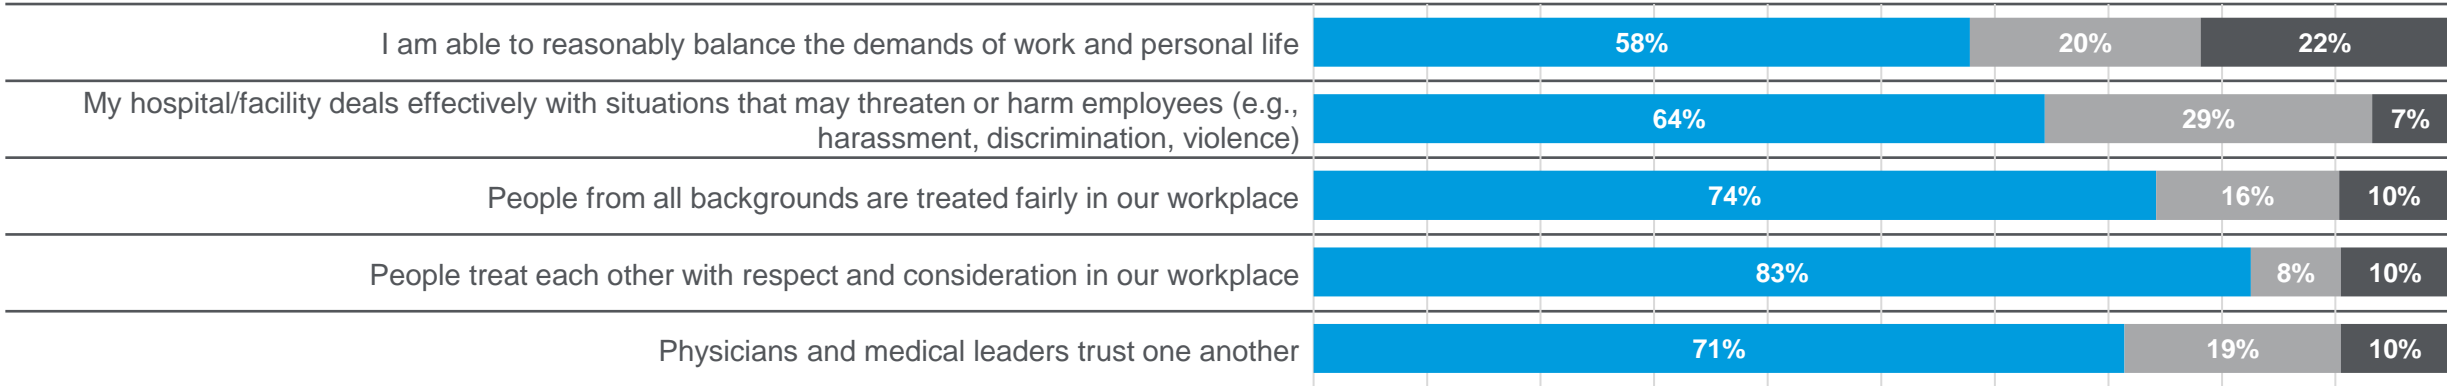 I am able to reasonably balance the demands of work and personal life
58% 20% 22%
My hospital/facility deals effectively with situations that may threaten or harm employees (e.g.,
harassment, discrimination, violence)
64% 29% 7%
People from all backgrounds are treated fairly in our workplace
74% 16% 10%
People treat each other with respect and consideration in our workplace
83% 8% 10%
Physicians and medical leaders trust one another
71% 19% 10%